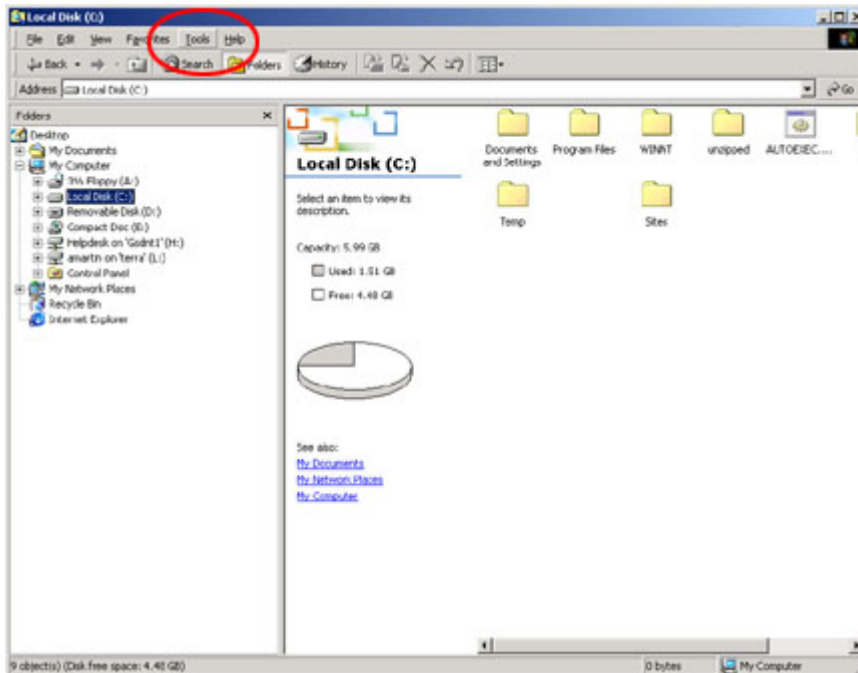 Local Disk (C:)
File Edit View Favorites Tools Help
Back Search Folders History
Address Local Disk (C:) Go
Folders
Desktop
My Documents
My Computer
3½ Floppy (A:)
Local Disk (C:)
Removable Disk (D:)
Compact Disc (E:)
Helpdesk on 'Godnt1' (H:)
amartn on 'terra' (L:)
Control Panel
My Network Places
Recycle Bin
Internet Explorer
Local Disk (C:)
Select an item to view its
description.
Capacity: 5.99 GB
Used: 1.51 GB
Free: 4.48 GB
See also:
My Documents
My Network Places
My Computer
Documents
and Settings
Program Files
WINNT
unzipped
AUTOEXEC....
Temp
Sites
9 object(s) (Disk free space: 4.48 GB) 0 bytes My Computer